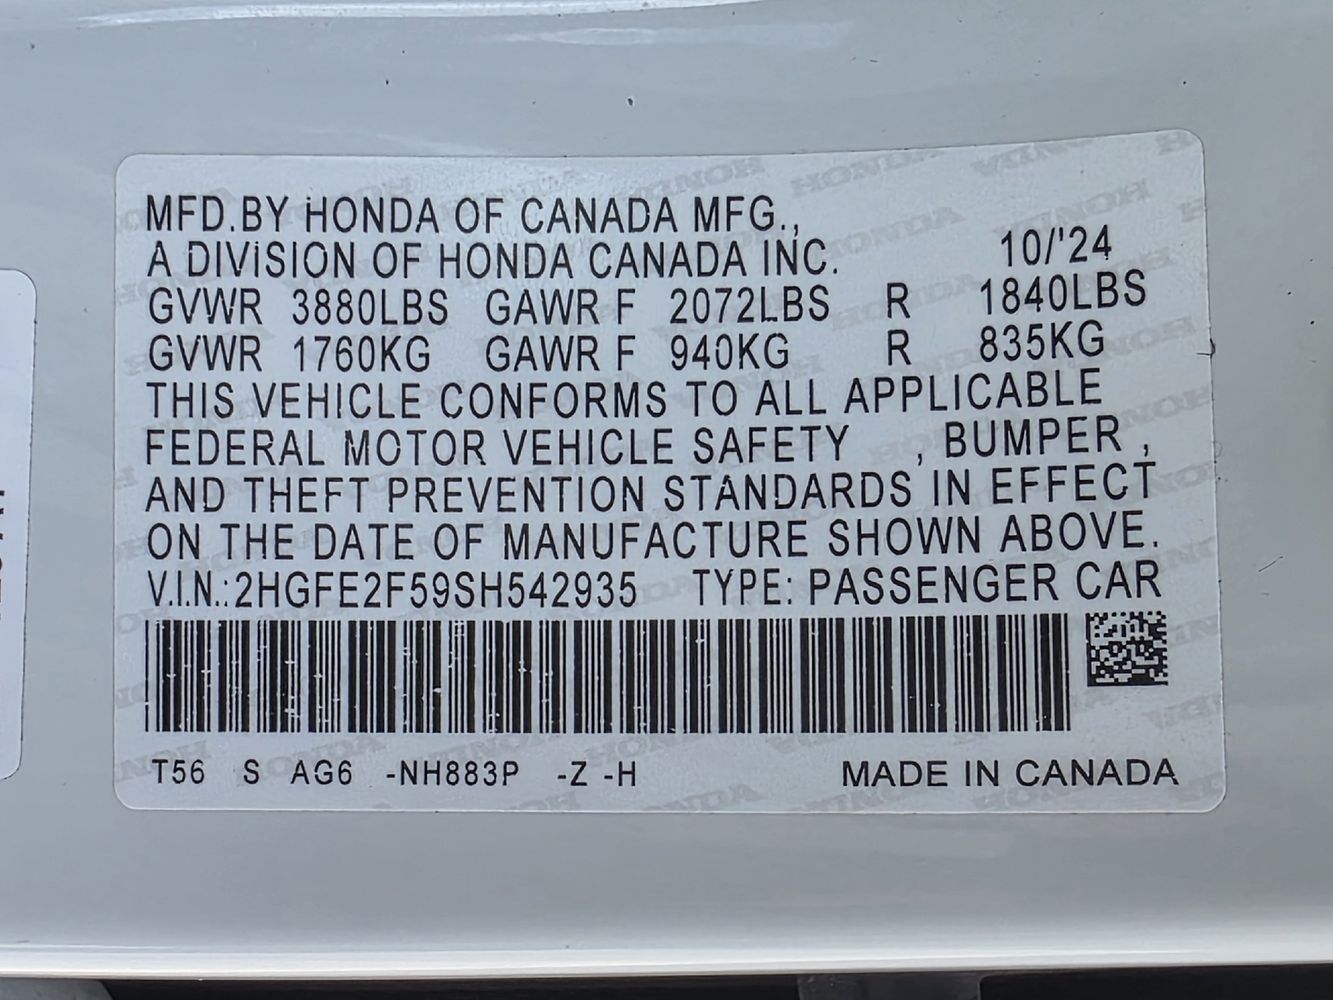 MFD.BY HONDA OF CANADA MFG.,
A DIVISION OF HONDA CANADA INC. 10/'24
GVWR 3880LBS GAWR F 2072LBS R 1840LBS
GVWR 1760KG GAWR F 940KG R 835KG
THIS VEHICLE CONFORMS TO ALL APPLICABLE
FEDERAL MOTOR VEHICLE SAFETY , BUMPER ,
AND THEFT PREVENTION STANDARDS IN EFFECT
ON THE DATE OF MANUFACTURE SHOWN ABOVE.
V.I.N.:2HGFE2F59SH542935 TYPE: PASSENGER CAR
T56 S AG6 -NH883P -Z -H MADE IN CANADA